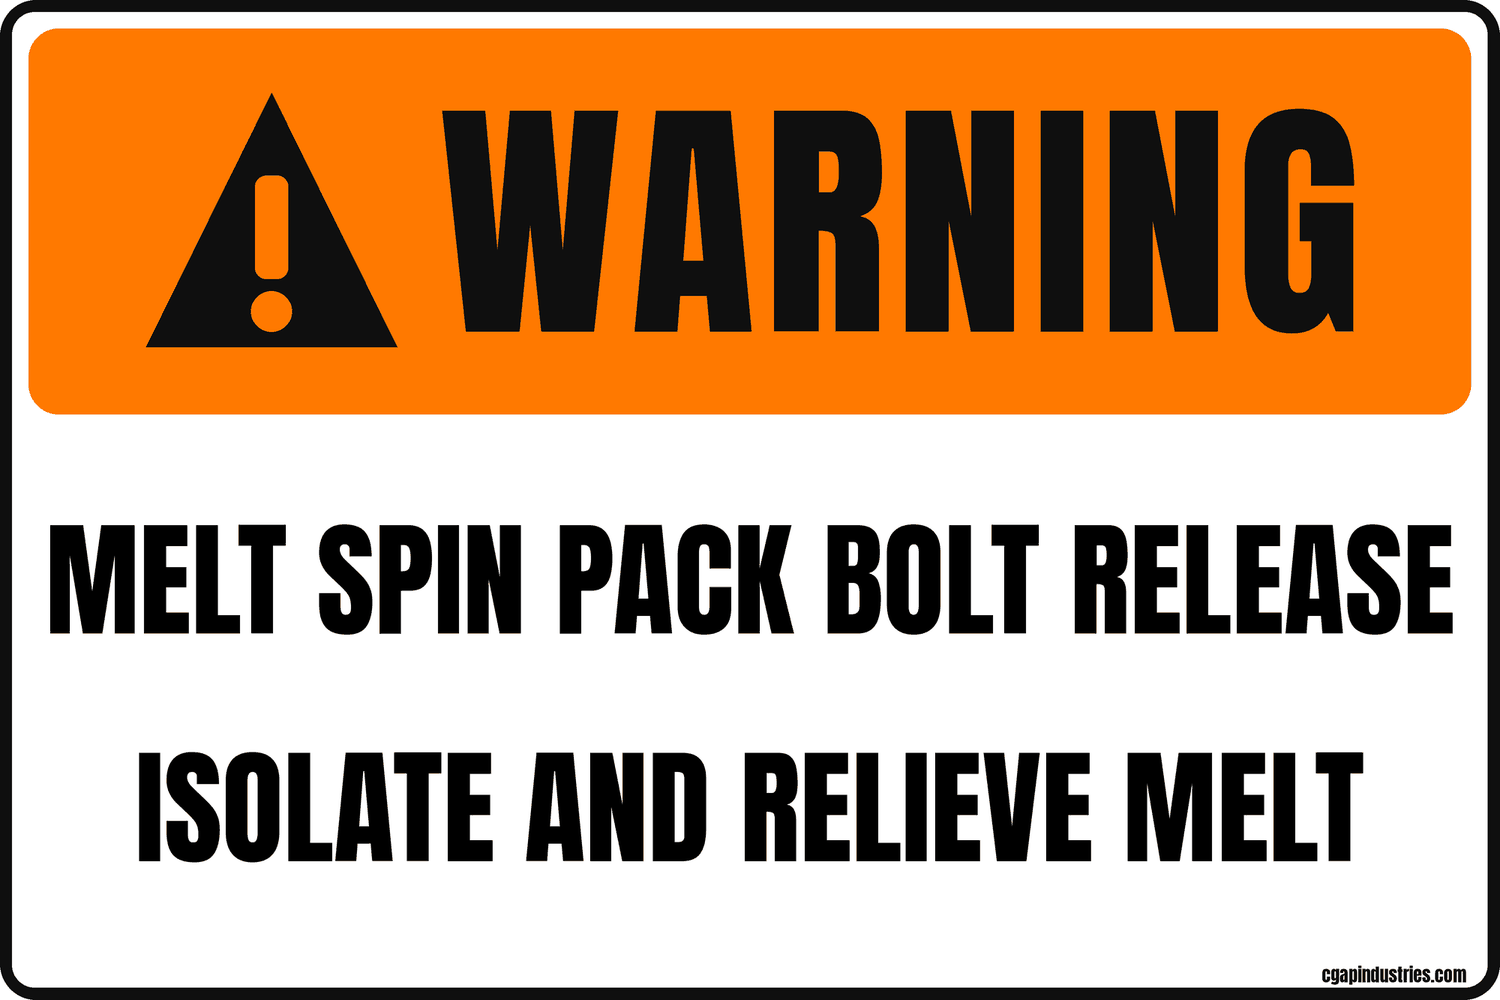 WARNING
MELT SPIN PACK BOLT RELEASE
ISOLATE AND RELIEVE MELT
cgapindustries.com